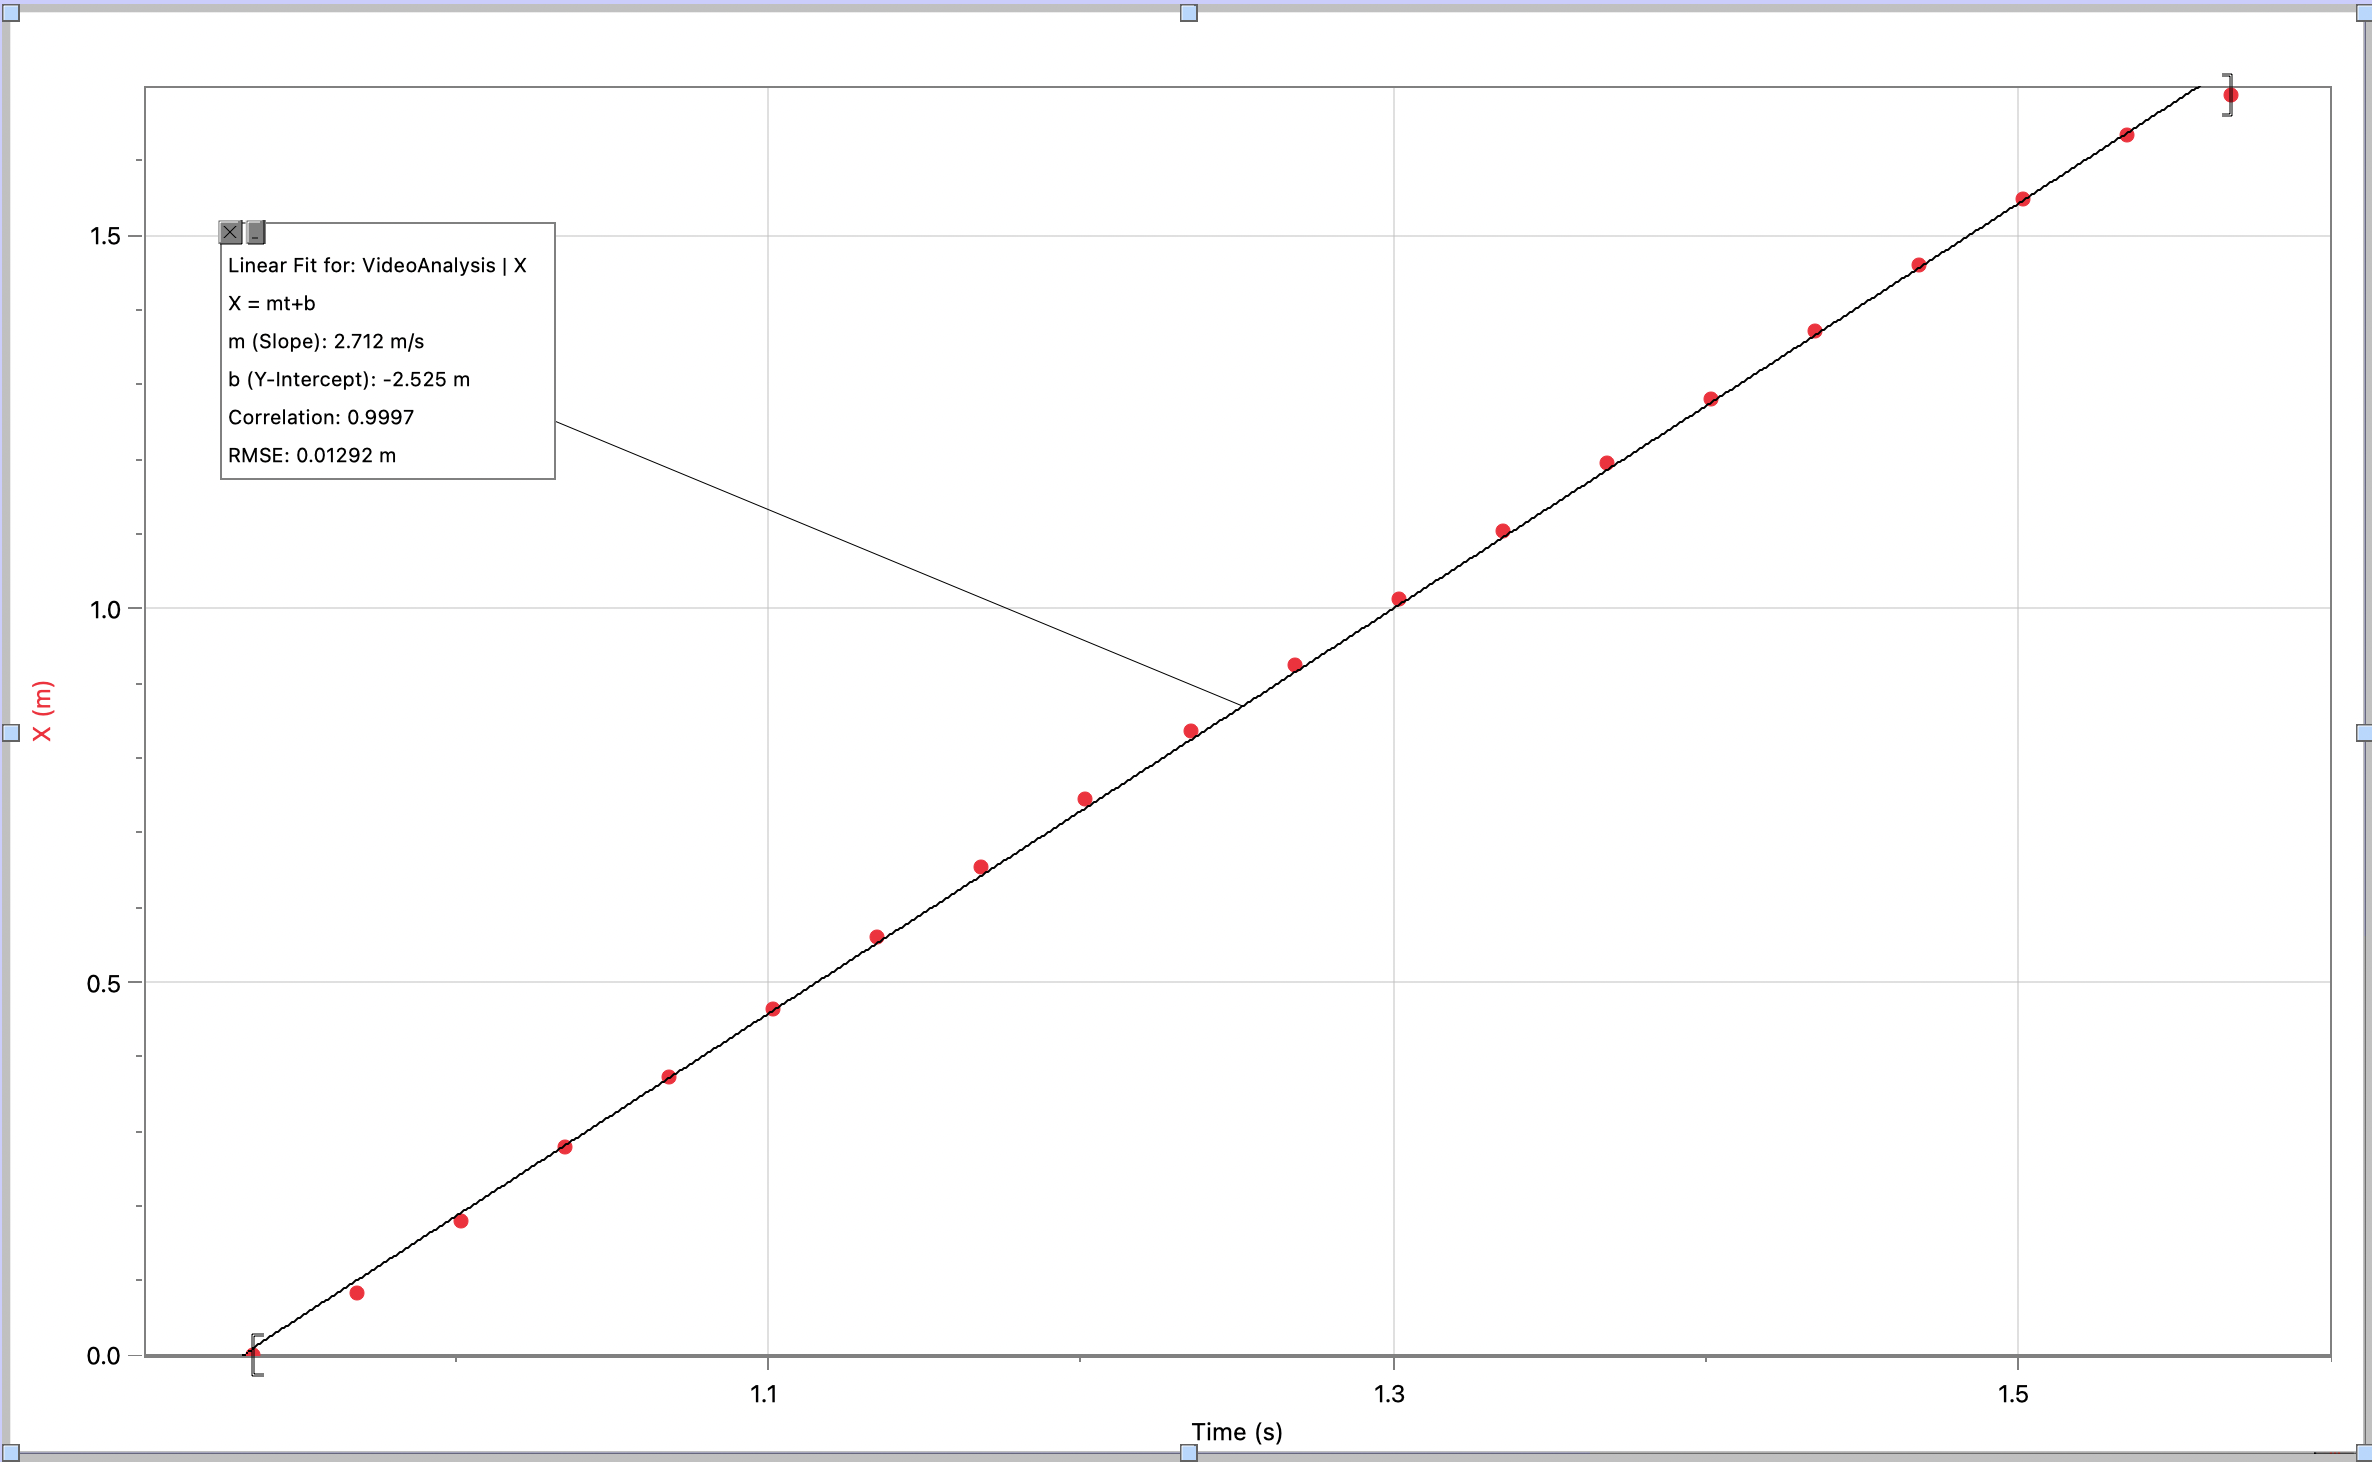 Linear Fit for: VideoAnalysis | X
X = mt+b
m (Slope): 2.712 m/s
b (Y-Intercept): -2.525 m
Correlation: 0.9997
RMSE: 0.01292 m
1.5
1.0
0.5
0.0
X (m)
1.1
1.3
1.5
Time (s)